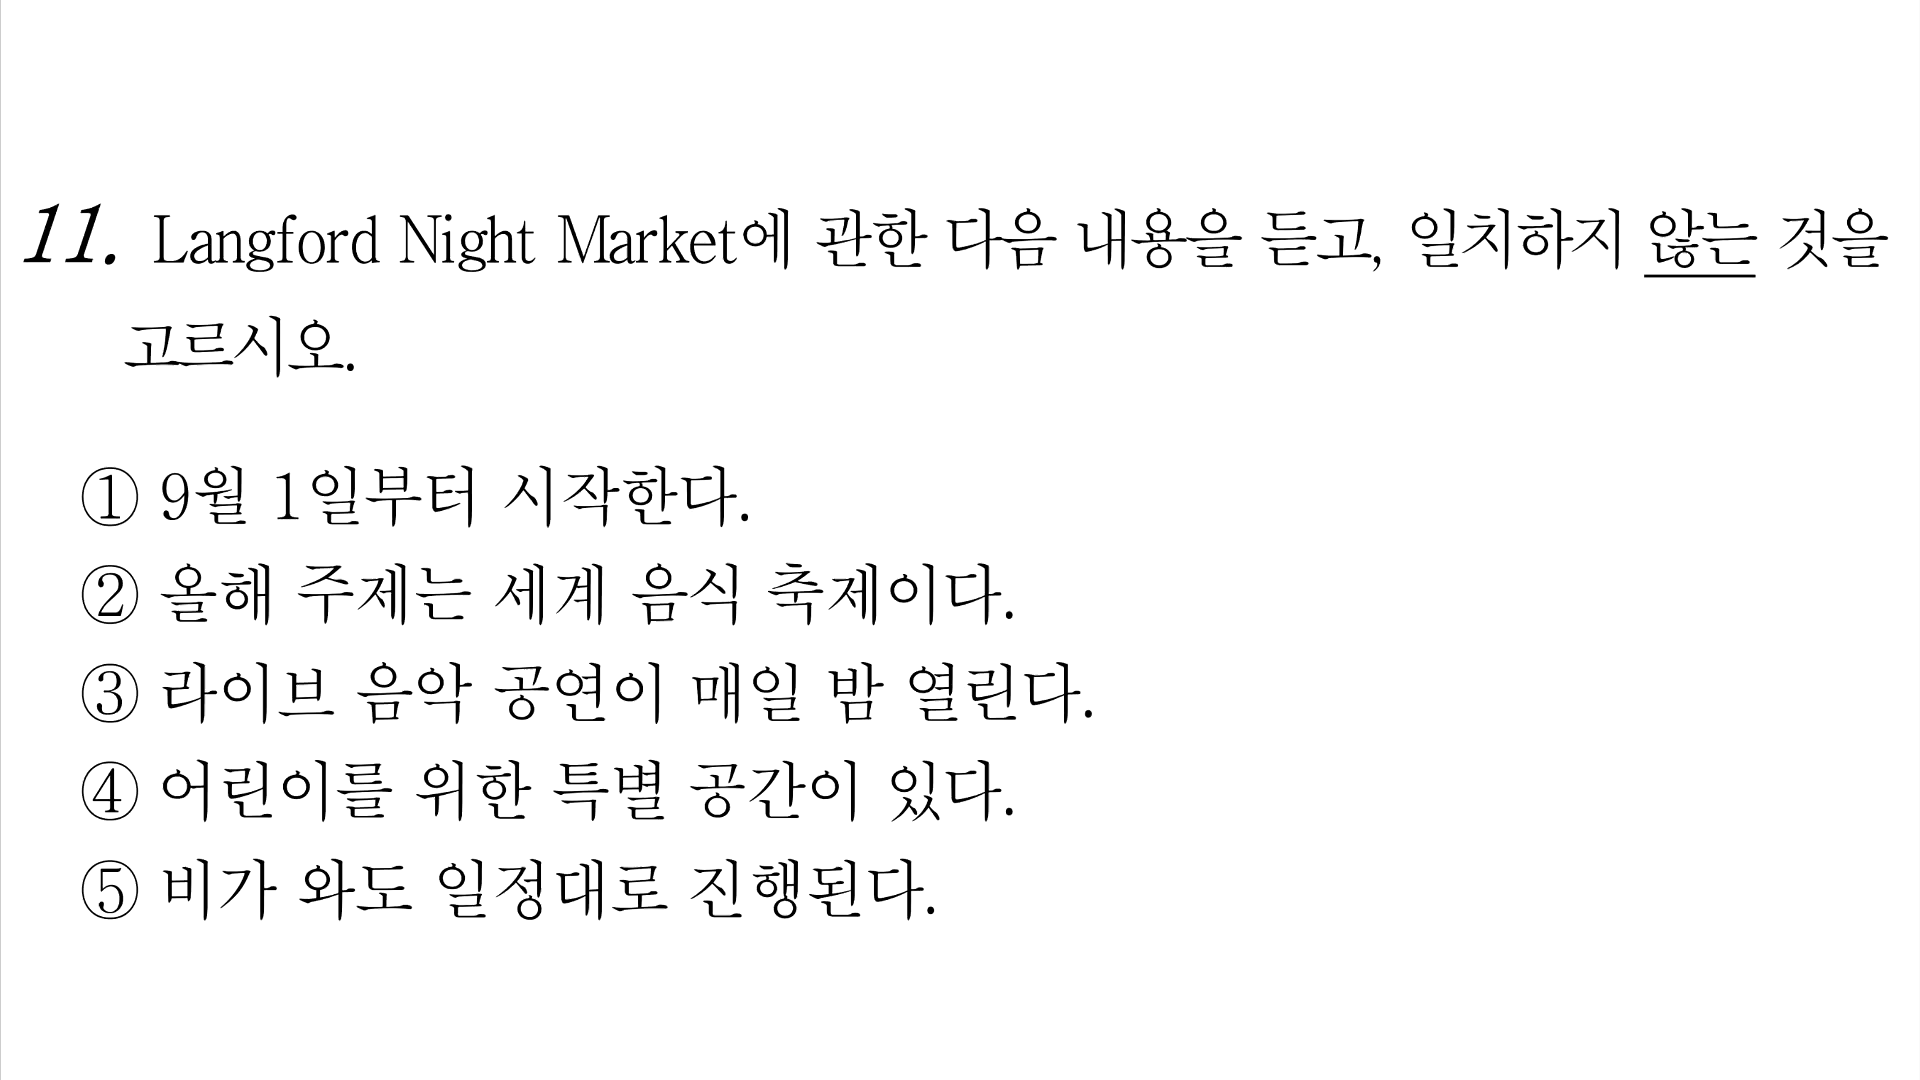 11. Langford Night Market에 관한 다음 내용을 듣고, 일치하지 않는 것을
고르시오.
① 9월 1일부터 시작한다.
② 올해 주제는 세계 음식 축제이다.
③ 라이브 음악 공연이 매일 밤 열린다.
④ 어린이를 위한 특별 공간이 있다.
⑤ 비가 와도 일정대로 진행된다.